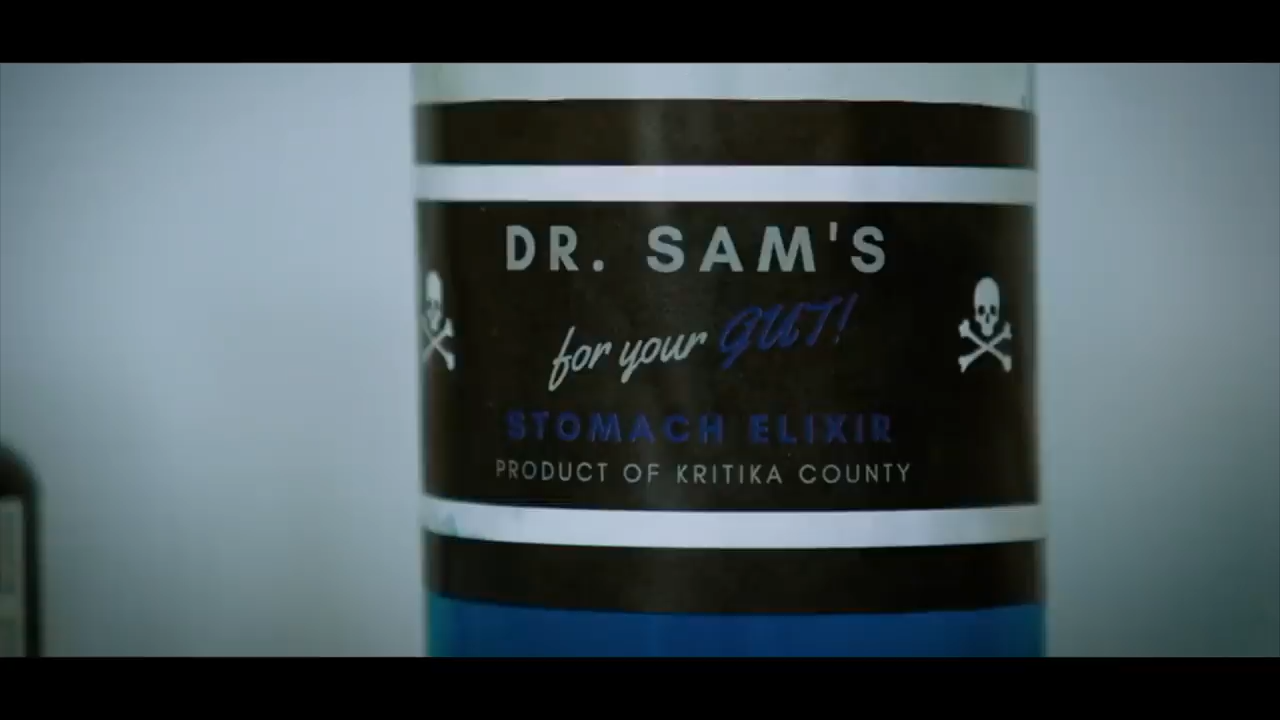 DR. SAM'S
for your GUT!
STOMACH ELIXIR
PRODUCT OF KRITIKA COUNTY